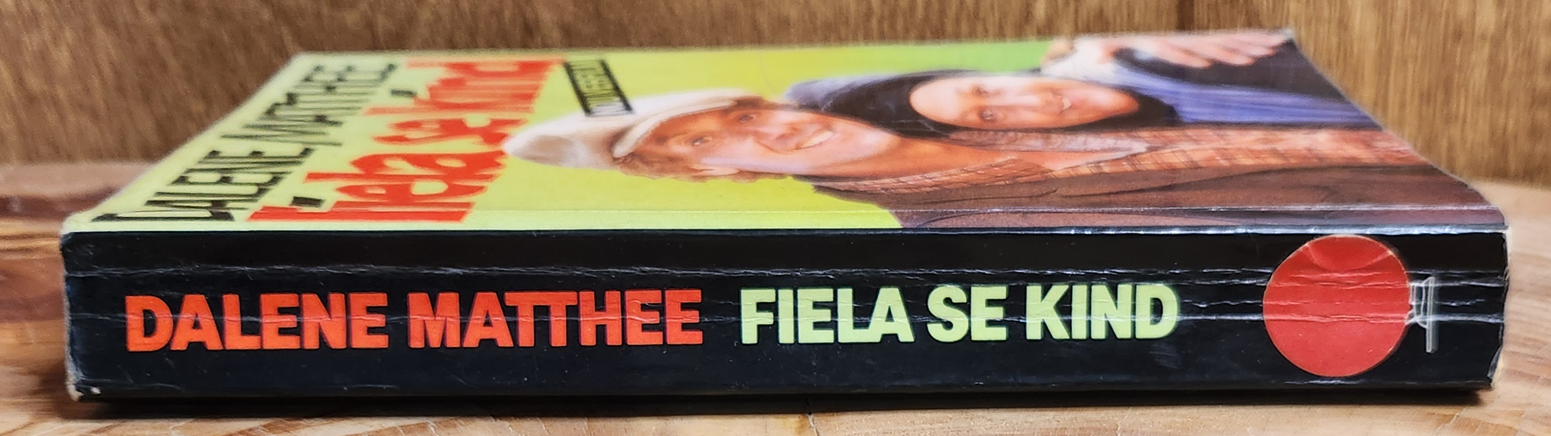 DALENE MATTHEE
Fiela se kind
DALENE MATTHEE FIELA SE KIND